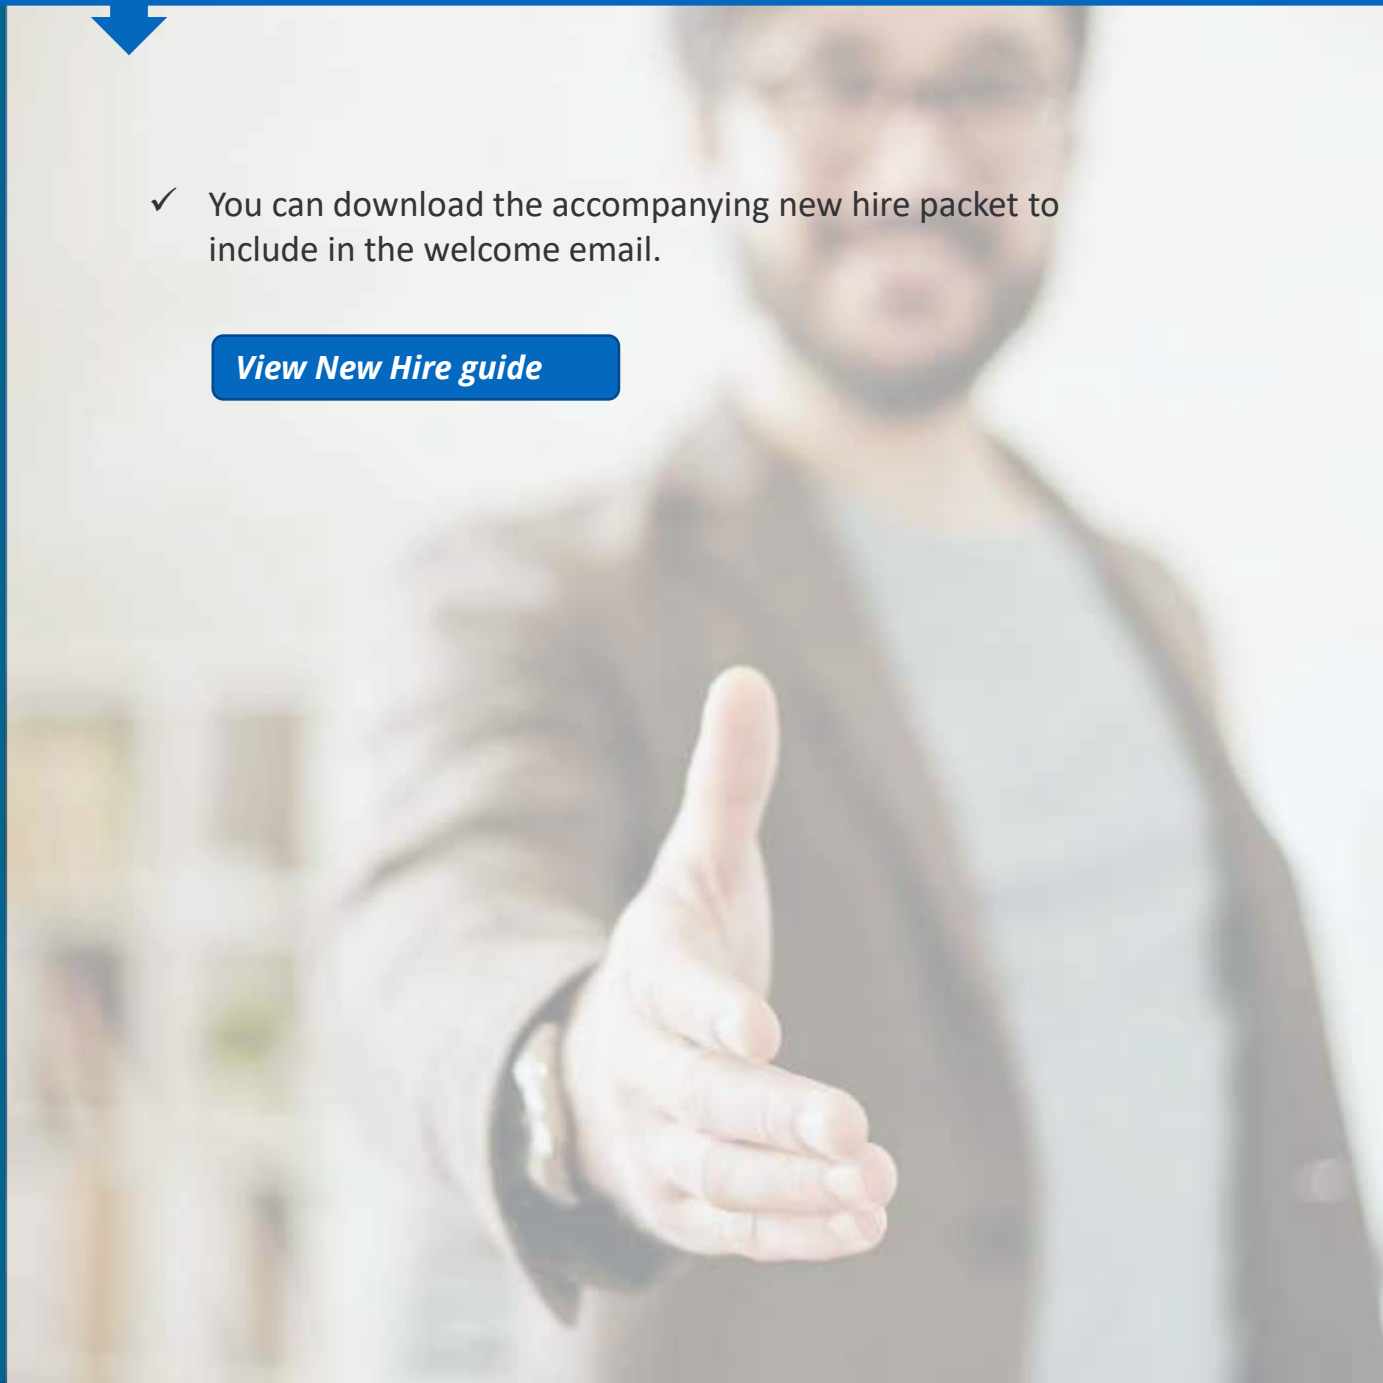 ✓ You can download the accompanying new hire packet to
include in the welcome email.
View New Hire guide